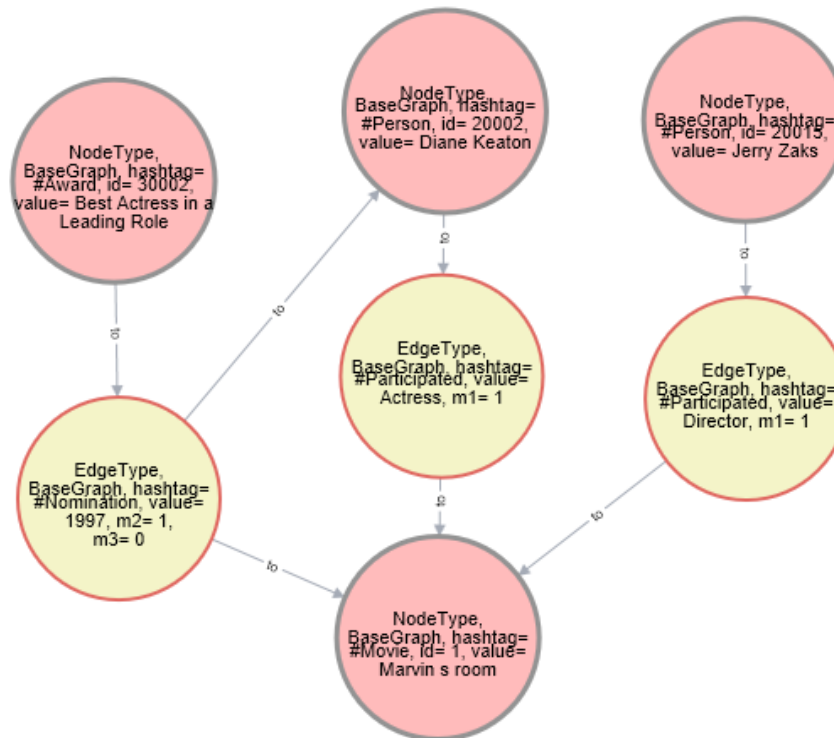 NodeType,
BaseGraph, hashtag=
#Person, id= 20002,
value= Diane Keaton
NodeType,
BaseGraph, hashtag=
#Person, id= 20015,
value= Jerry Zaks
NodeType,
BaseGraph, hashtag=
#Award, id= 30002,
value= Best Actress in a
Leading Role
to
to
to
to
EdgeType,
BaseGraph, hashtag=
#Participated, value=
Actress, m1= 1
EdgeType,
BaseGraph, hashtag=
#Participated, value=
Director, m1= 1
EdgeType,
BaseGraph, hashtag=
#Nomination, value=
1997, m2= 1,
m3= 0
to
to
to
NodeType,
BaseGraph, hashtag=
#Movie, id= 1, value=
Marvin s room